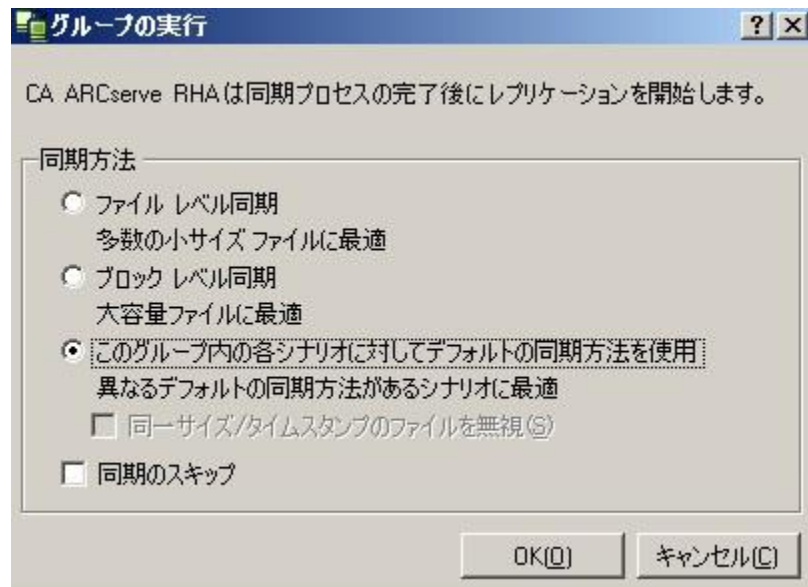 グループの実行
CA ARCserve RHAは同期プロセスの完了後にレプリケーションを開始します。
同期方法
ファイル レベル同期
多数の小サイズ ファイルに最適
ブロック レベル同期
大容量ファイルに最適
このグループ内の各シナリオに対してデフォルトの同期方法を使用
異なるデフォルトの同期方法があるシナリオに最適
同一サイズ/タイムスタンプのファイルを無視(S)
同期のスキップ
OK(O) キャンセル(C)